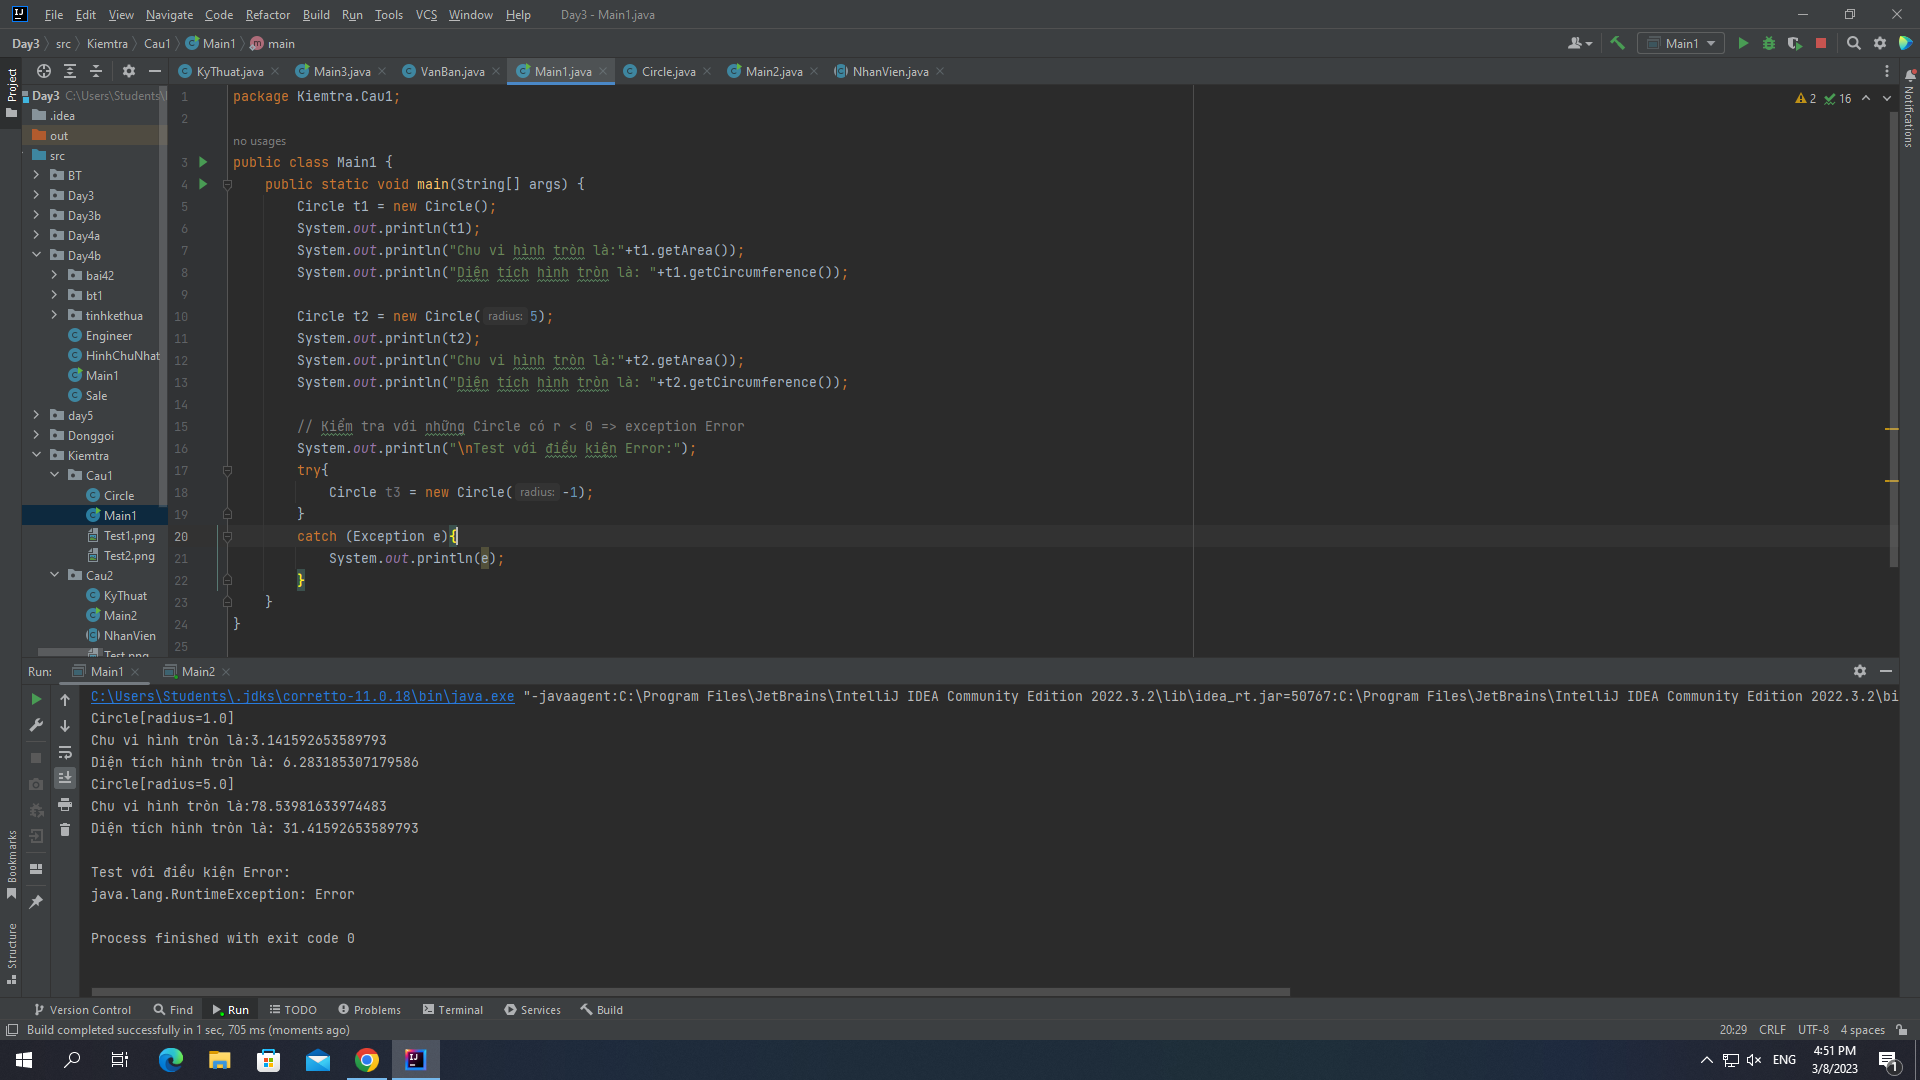 File Edit View Navigate Code Refactor Build Run Tools VCS Window Help Day3 - Main1.java
Day3 src Kiemtra Cau1 Main1 main
Main1
Project
KyThuat.java Main3.java VanBan.java Main1.java Circle.java Main2.java NhanVien.java
Notifications
Day3 C:\Users\Students\
.idea
out
src
BT
Day3
Day3b
Day4a
Day4b
bai42
bt1
tinhkethua
Engineer
HinhChuNhat
Main1
Sale
day5
Donggoi
Kiemtra
Cau1
Circle
Main1
Test1.png
Test2.png
Cau2
KyThuat
Main2
NhanVien
Test.png
2 16
1 package Kiemtra.Cau1;
2
no usages
3 public class Main1 {
4 public static void main(String[] args) {
5 Circle t1 = new Circle();
6 System.out.println(t1);
7 System.out.println("Chu vi hình tròn là:"+t1.getArea());
8 System.out.println("Diện tích hình tròn là: "+t1.getCircumference());
9
10 Circle t2 = new Circle( radius: 5);
11 System.out.println(t2);
12 System.out.println("Chu vi hình tròn là:"+t2.getArea());
13 System.out.println("Diện tích hình tròn là: "+t2.getCircumference());
14
15 // Kiểm tra với những Circle có r < 0 => exception Error
16 System.out.println("\nTest với điều kiện Error:");
17 try{
18 Circle t3 = new Circle( radius: -1);
19 }
20 catch (Exception e){
21 System.out.println(e);
22 }
23 }
24 }
25
Run: Main1 Main2
C:\Users\Students\.jdks\corretto-11.0.18\bin\java.exe "-javaagent:C:\Program Files\JetBrains\IntelliJ IDEA Community Edition 2022.3.2\lib\idea_rt.jar=50767:C:\Program Files\JetBrains\IntelliJ IDEA Community Edition 2022.3.2\bi
Circle[radius=1.0]
Chu vi hình tròn là:3.141592653589793
Diện tích hình tròn là: 6.283185307179586
Circle[radius=5.0]
Chu vi hình tròn là:78.53981633974483
Diện tích hình tròn là: 31.41592653589793
Test với điều kiện Error:
java.lang.RuntimeException: Error
Process finished with exit code 0
Bookmarks
Structure
Version Control Find Run TODO Problems Terminal Services Build
Build completed successfully in 1 sec, 705 ms (moments ago) 20:29 CRLF UTF-8 4 spaces
ENG 4:51 PM
3/8/2023 1